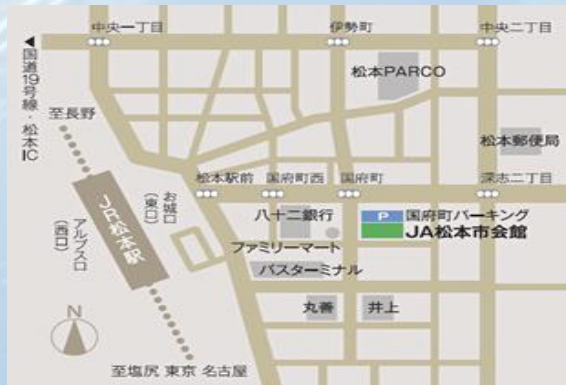 中央一丁目
伊勢町
中央二丁目
◀国道19号線・松本IC
松本PARCO
至長野
松本郵便局
松本駅前
国府町西
国府町
深志二丁目
お城口
(東口)
JR松本駅
アルプス口
(西口)
八十二銀行
P 国府町パーキング
JA松本市会館
ファミリーマート
バスターミナル
丸善
井上
N
至塩尻 東京 名古屋